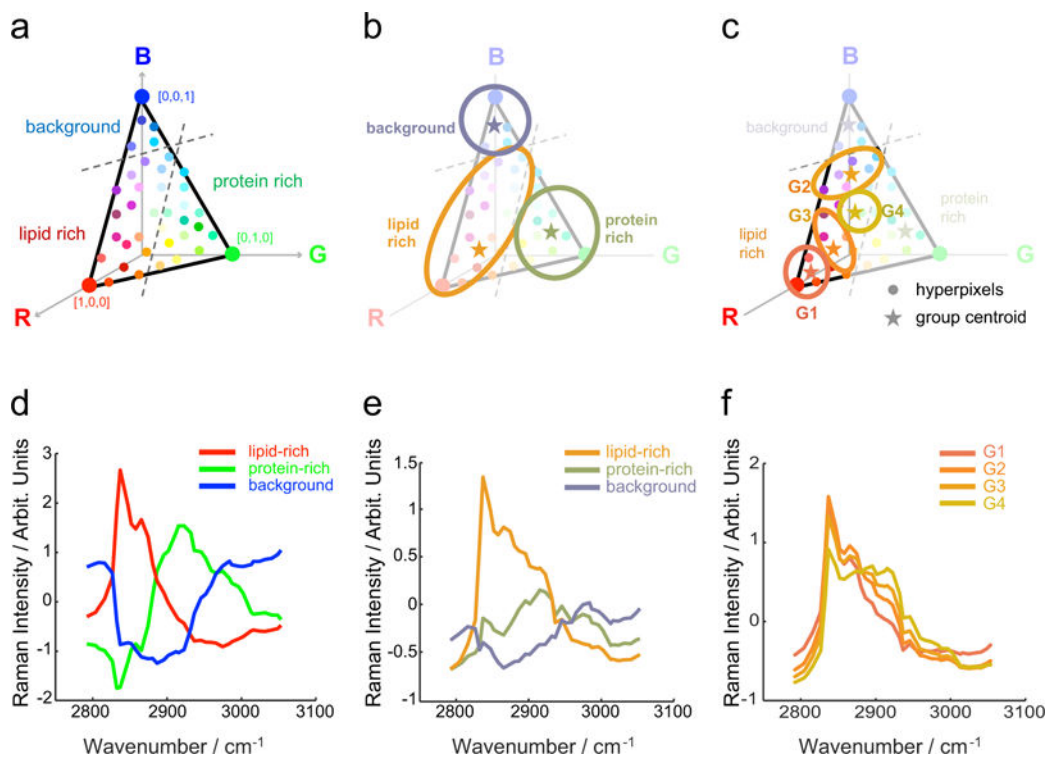 a
B
[0,0,1]
background
protein rich
lipid rich
[0,1,0]
G
[1,0,0]
R
b
B
background
lipid
rich
protein
rich
G
R
c
B
background
G2
G3
G4
protein
rich
lipid
rich
G
R
G1
hyperpixels
group centroid
d
Raman Intensity / Arbit. Units
3
2
1
0
-1
-2
lipid-rich
protein-rich
background
2800
2900
3000
3100
Wavenumber / cm⁻¹
e
Raman Intensity / Arbit. Units
1.5
1
0.5
0
-0.5
-1
lipid-rich
protein-rich
background
2800
2900
3000
3100
Wavenumber / cm⁻¹
f
Raman Intensity / Arbit. Units
2
1
0
-1
G1
G2
G3
G4
2800
2900
3000
3100
Wavenumber / cm⁻¹